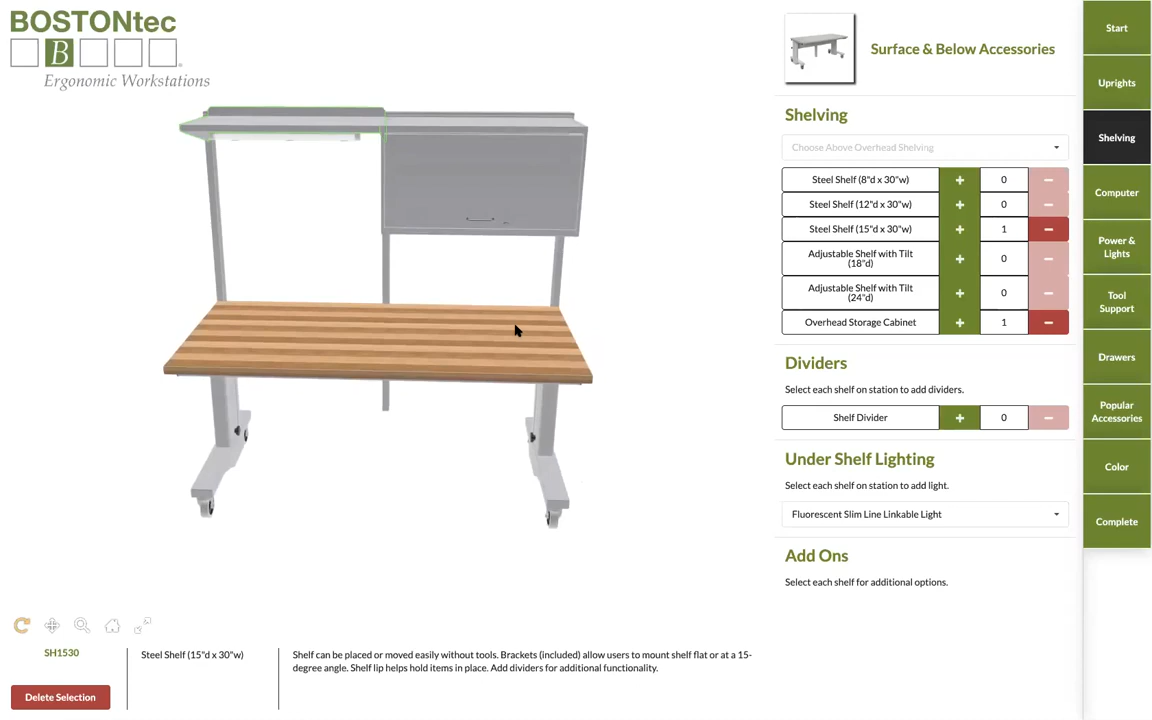 BOSTONtec
B
Ergonomic Workstations
Surface & Below Accessories
Shelving
Choose Above Overhead Shelving
Steel Shelf (8"d x 30"w) + 0 −
Steel Shelf (12"d x 30"w) + 0 −
Steel Shelf (15"d x 30"w) + 1 −
Adjustable Shelf with Tilt
(18"d) + 0 −
Adjustable Shelf with Tilt
(24"d) + 0 −
Overhead Storage Cabinet + 1 −
Dividers
Select each shelf on station to add dividers.
Shelf Divider + 0 −
Under Shelf Lighting
Select each shelf on station to add light.
Fluorescent Slim Line Linkable Light
Add Ons
Select each shelf for additional options.
Start
Uprights
Shelving
Computer
Power &
Lights
Tool
Support
Drawers
Popular
Accessories
Color
Complete
SH1530
Delete Selection
Steel Shelf (15"d x 30"w)
Shelf can be placed or moved easily without tools. Brackets (included) allow users to mount shelf flat or at a 15-
degree angle. Shelf lip helps hold items in place. Add dividers for additional functionality.